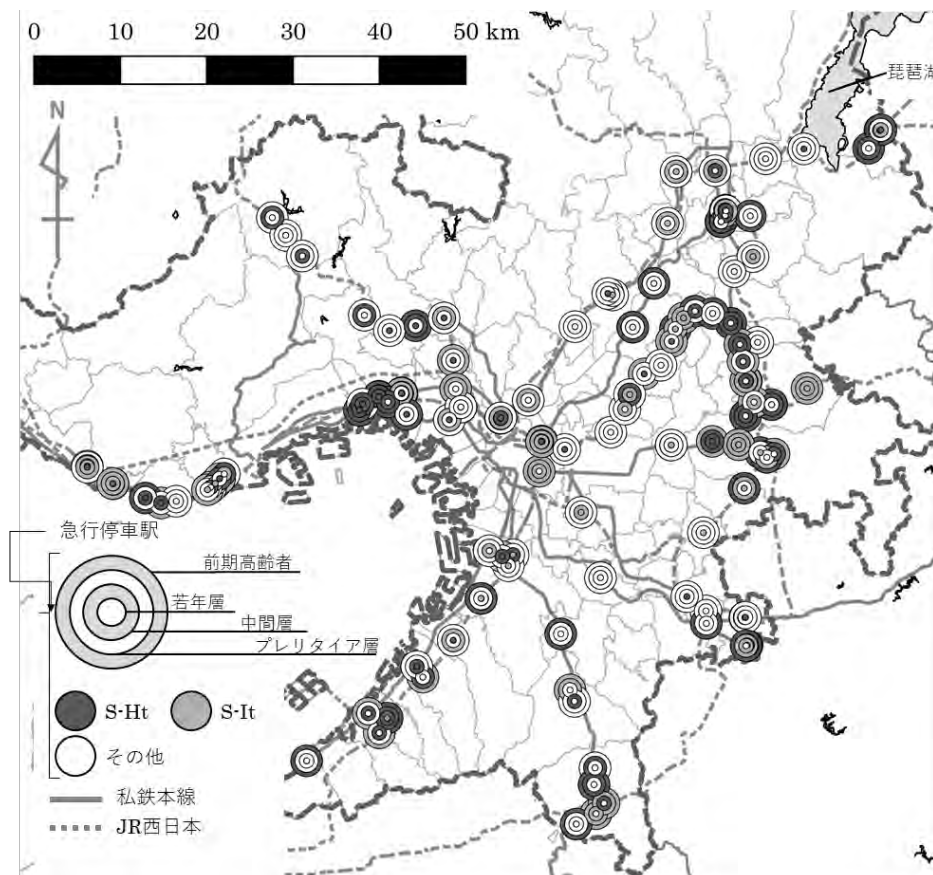 0 10 20 30 40 50 km
琵琶湖
N
急行停車駅
前期高齢者
若年層
中間層
プレリタイア層
S-Ht S-It
その他
私鉄本線
JR西日本